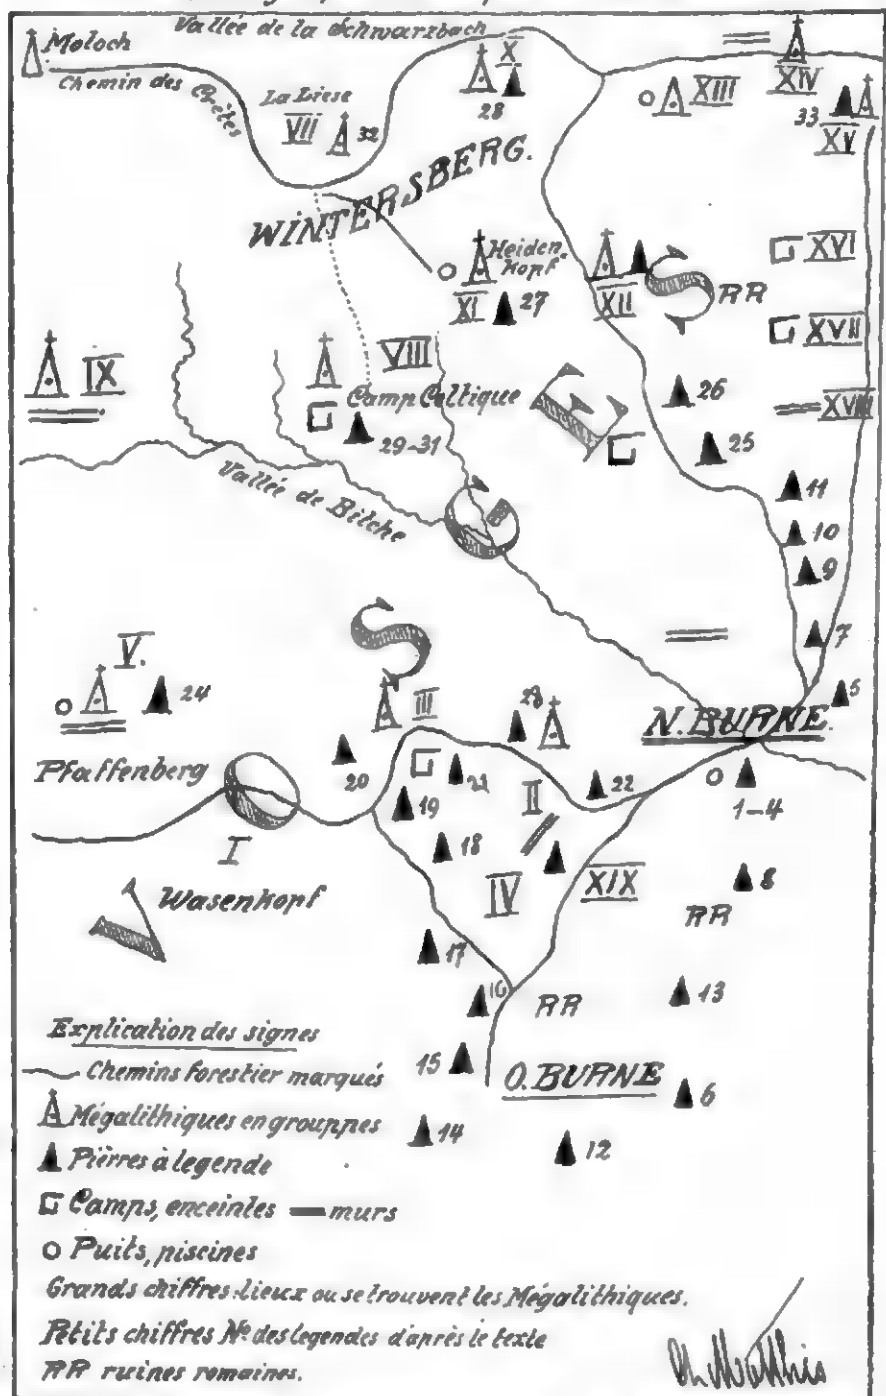 Vallée de la Schwarzbach
Moloch
Chemin des Crêtes
La Liese
VII 32
X
28
XIII
XIV
33
XV
WINTERSBERG.
Heiden-
kopf
XI 27
XII
S
RR
XVI
XVII
XVIII
IX
VIII
Camp Celtique
29-31
E
26
25
11
10
9
7
5
Vallée de Bitche
C
S
V.
24
III
28
N. BURNE.
Pfaffenberg
20
21
19
II
22
1-4
O
I
18
IV
XIX
8
RR
V
Wasenkopf
17
16
RR
13
Explication des signes
Chemins forestier marqués
15
O. BURNE
6
Mégalithiques en grouppes
14
12
Pièrres à legende
Camps, enceintes murs
Puits, piscines
Grands chiffres: lieux ou se trouvent les Mégalithiques.
Petits chiffres No des legendes d'après le texte
RR ruines romaines.
Ch. Matthis